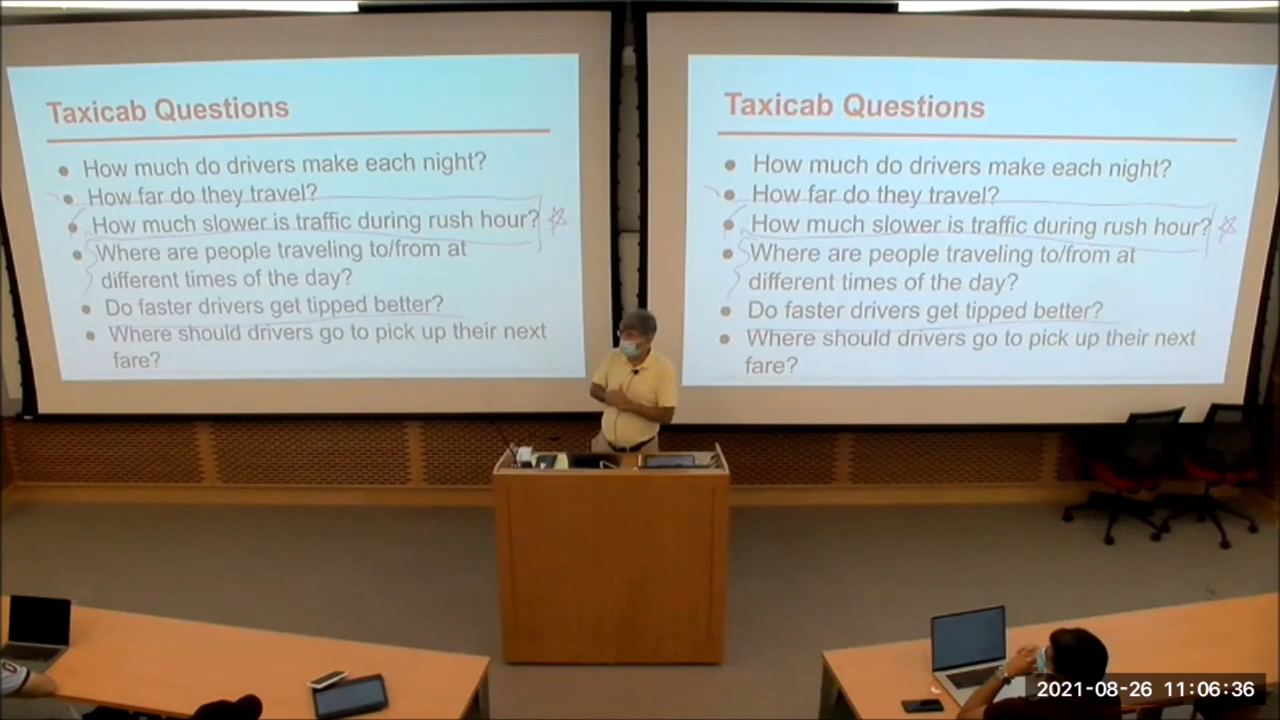 Taxicab Questions
● How much do drivers make each night?
● How far do they travel?
● How much slower is traffic during rush hour?
● Where are people traveling to/from at
different times of the day?
● Do faster drivers get tipped better?
● Where should drivers go to pick up their next
fare?
Taxicab Questions
● How much do drivers make each night?
● How far do they travel?
● How much slower is traffic during rush hour?
● Where are people traveling to/from at
different times of the day?
● Do faster drivers get tipped better?
● Where should drivers go to pick up their next
fare?
2021-08-26 11:06:36